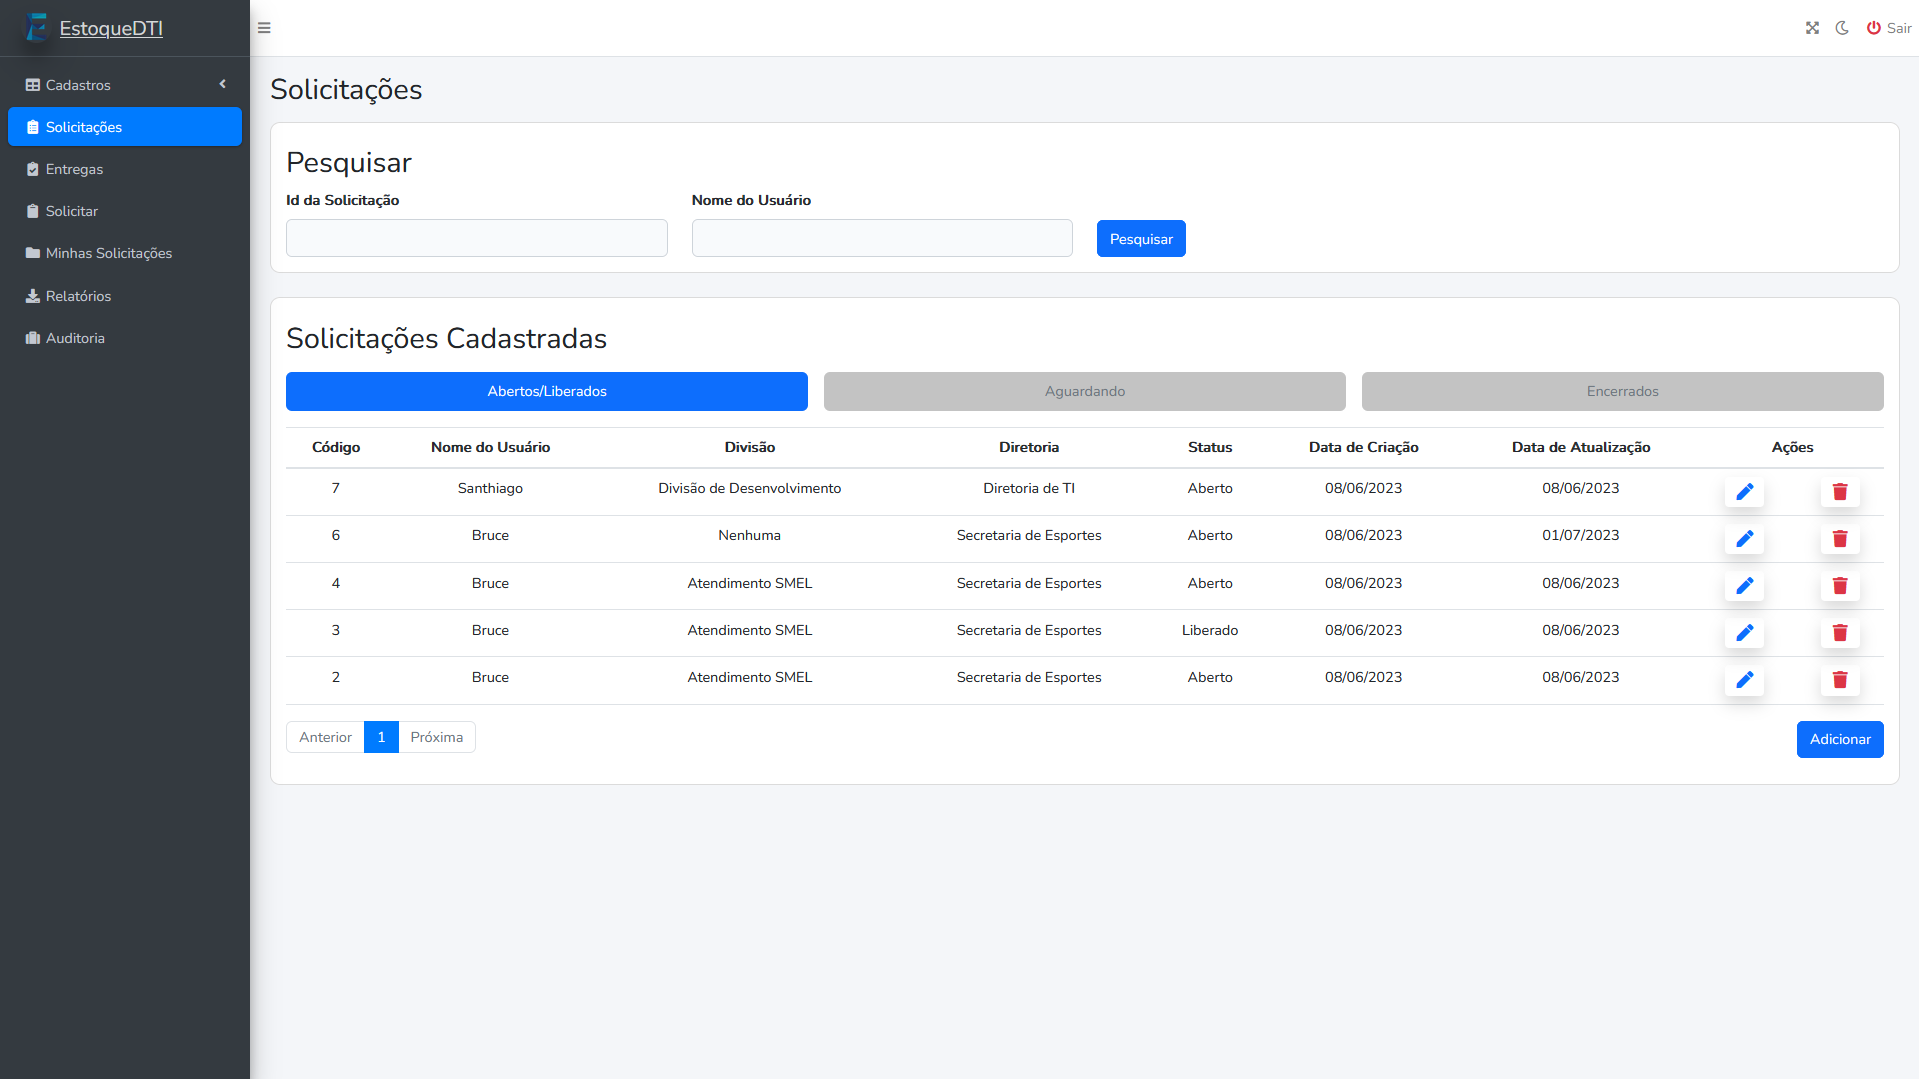 EstoqueDTI
Sair
Cadastros
Solicitações
Entregas
Solicitar
Minhas Solicitações
Relatórios
Auditoria
Solicitações
Pesquisar
Id da Solicitação Nome do Usuário
Pesquisar
Solicitações Cadastradas
Abertos/Liberados Aguardando Encerrados
Código Nome do Usuário Divisão Diretoria Status Data de Criação Data de Atualização Ações
7 Santhiago Divisão de Desenvolvimento Diretoria de TI Aberto 08/06/2023 08/06/2023
6 Bruce Nenhuma Secretaria de Esportes Aberto 08/06/2023 01/07/2023
4 Bruce Atendimento SMEL Secretaria de Esportes Aberto 08/06/2023 08/06/2023
3 Bruce Atendimento SMEL Secretaria de Esportes Liberado 08/06/2023 08/06/2023
2 Bruce Atendimento SMEL Secretaria de Esportes Aberto 08/06/2023 08/06/2023
Anterior 1 Próxima Adicionar